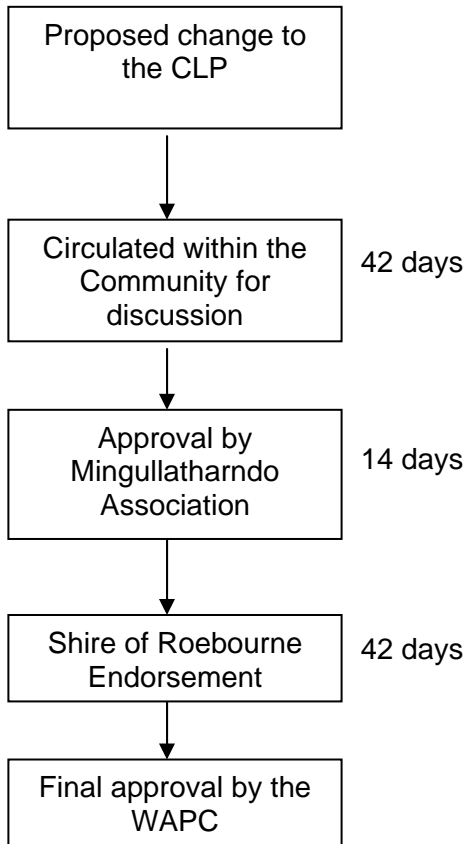 Proposed change to
the CLP
Circulated within the
Community for
discussion
42 days
Approval by
Mingullatharndo
Association
14 days
Shire of Roebourne
Endorsement
42 days
Final approval by the
WAPC